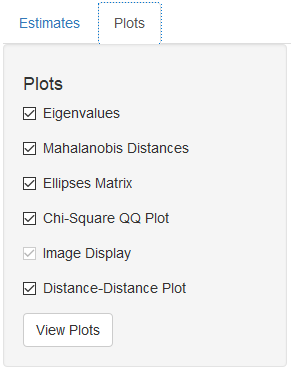 Estimates Plots
Plots
Eigenvalues
Mahalanobis Distances
Ellipses Matrix
Chi-Square QQ Plot
Image Display
Distance-Distance Plot
View Plots